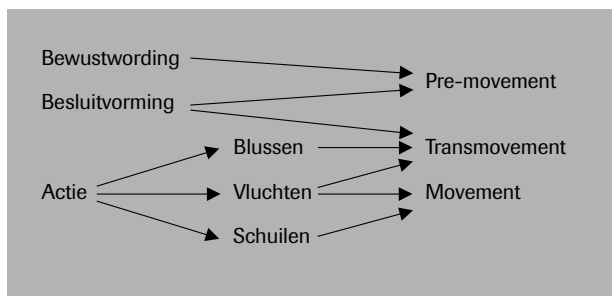 Bewustwording
Pre-movement
Besluitvorming
Blussen
Transmovement
Actie
Vluchten
Movement
Schuilen